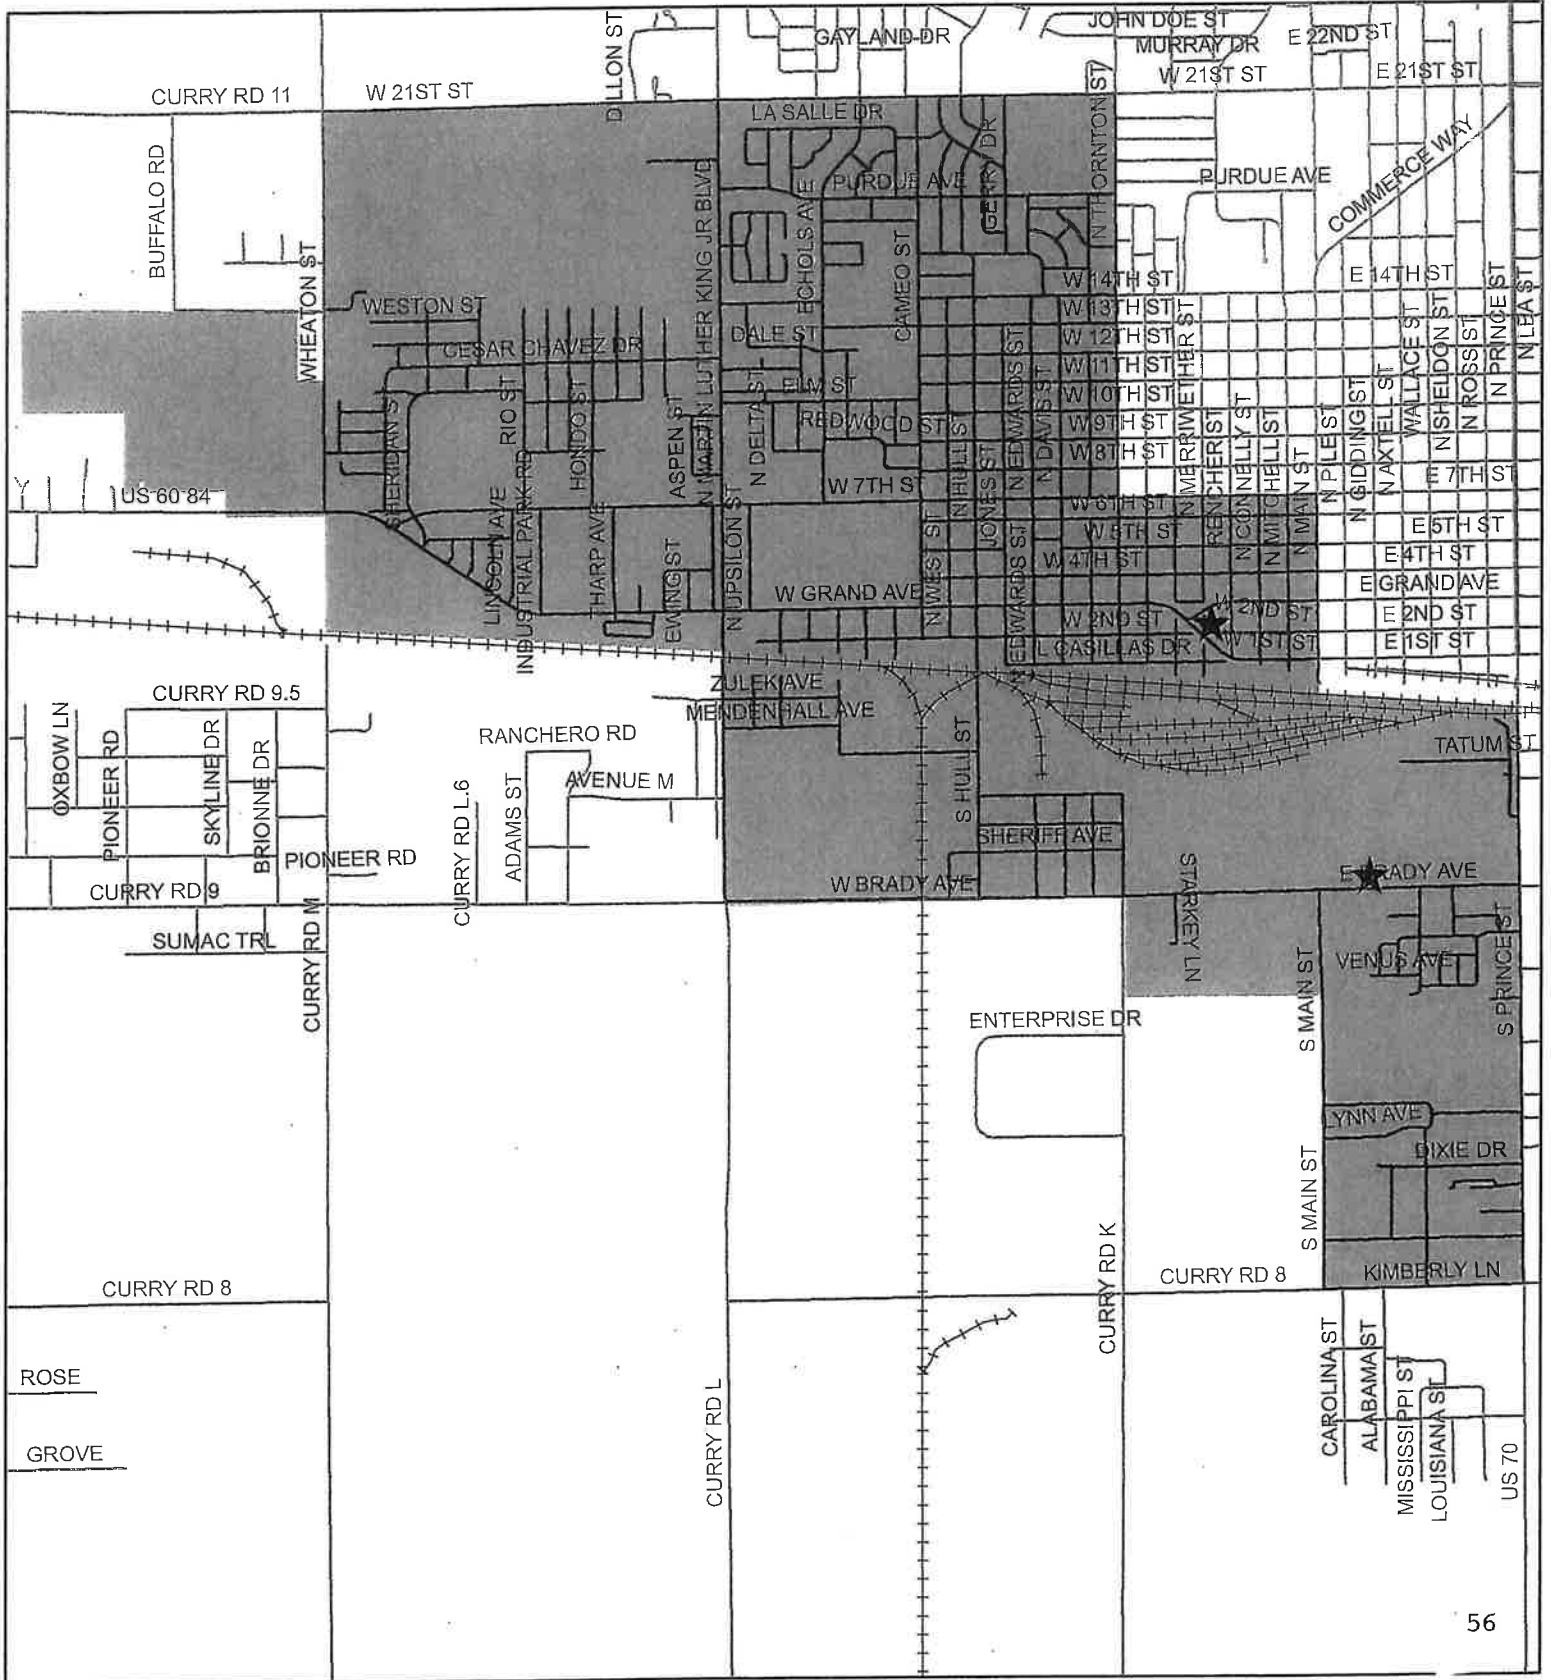 JOHN DOE ST
GAYLAND DR
MURRAY DR
E 22ND ST
DILLON ST
W 21ST ST
E 21ST ST
CURRY RD 11
W 21ST ST
LA SALLE DR
N THORNTON ST
COMMERCE WAY
BUFFALO RD
GERRY DR
PURDUE AVE
PURDUE AVE
N MARTIN LUTHER KING JR BLVD
ECHOLS AVE
CAMEO ST
WHEATON ST
W 14TH ST
E 14TH ST
N PRINCE ST
N LEA ST
WESTON ST
W 13TH ST
N MERRIWETHER ST
WALLACE ST
N SHELDON ST
N ROSS ST
DALE ST
W 12TH ST
CESAR CHAVEZ DR
W 11TH ST
N EDWARDS ST
N DAVIS ST
ELM ST
W 10TH ST
N DELTA ST
RIO ST
HONDO ST
ASPEN ST
SHERIDAN S
REDWOOD ST
W 9TH ST
N HULL ST
JONES ST
RENCHER ST
N CONNELLY ST
N MITCHELL ST
N MAIN ST
N PILE ST
N GIDDING ST
N AXTELL ST
W 8TH ST
E 7TH ST
W 7TH ST
Y
US 60 84
W 6TH ST
LINCOLN AVE
INDUSTRIAL PARK RD
THARP AVE
EWING ST
N UPSILON ST
N WEST ST
N EDWARDS ST
W 5TH ST
E 5TH ST
W 4TH ST
E 4TH ST
W GRAND AVE
E GRAND AVE
W 2ND ST
W 2ND ST
E 2ND ST
L CASILLAS DR
W 1ST ST
E 1ST ST
ZULEK AVE
CURRY RD 9.5
MENDENHALL AVE
OXBOW LN
PIONEER RD
SKYLINE DR
BRIONNE DR
RANCHERO RD
TATUM ST
AVENUE M
S HULL ST
CURRY RD L.6
ADAMS ST
SHERIFF AVE
PIONEER RD
STARKEY LN
E BRADY AVE
CURRY RD 9
W BRADY AVE
SUMAC TRL
CURRY RD M
VENUS AVE
S MAIN ST
S PRINCE ST
ENTERPRISE DR
LYNN AVE
DIXIE DR
S MAIN ST
CURRY RD K
CURRY RD 8
CURRY RD 8
KIMBERLY LN
ROSE
CAROLINA ST
ALABAMA ST
MISSISSIPPI ST
LOUISIANA ST
US 70
CURRY RD L
GROVE
56